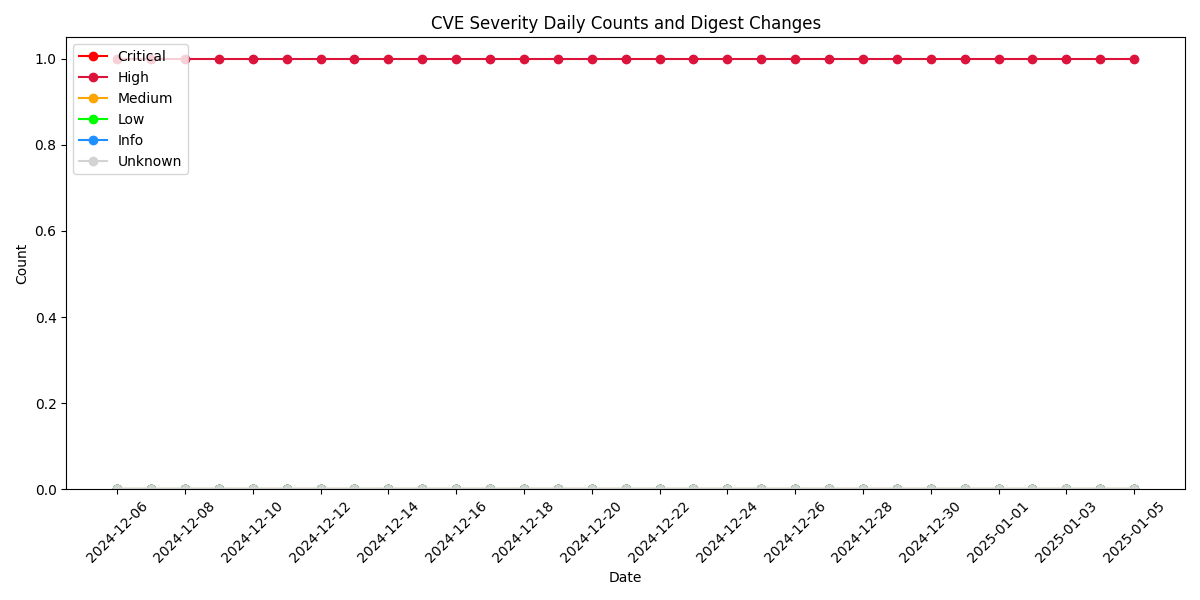 CVE Severity Daily Counts and Digest Changes
Critical
High
Medium
Low
Info
Unknown
1.0
0.8
0.6
0.4
0.2
0.0
Count
2024-12-06
2024-12-08
2024-12-10
2024-12-12
2024-12-14
2024-12-16
2024-12-18
2024-12-20
2024-12-22
2024-12-24
2024-12-26
2024-12-28
2024-12-30
2025-01-01
2025-01-03
2025-01-05
Date